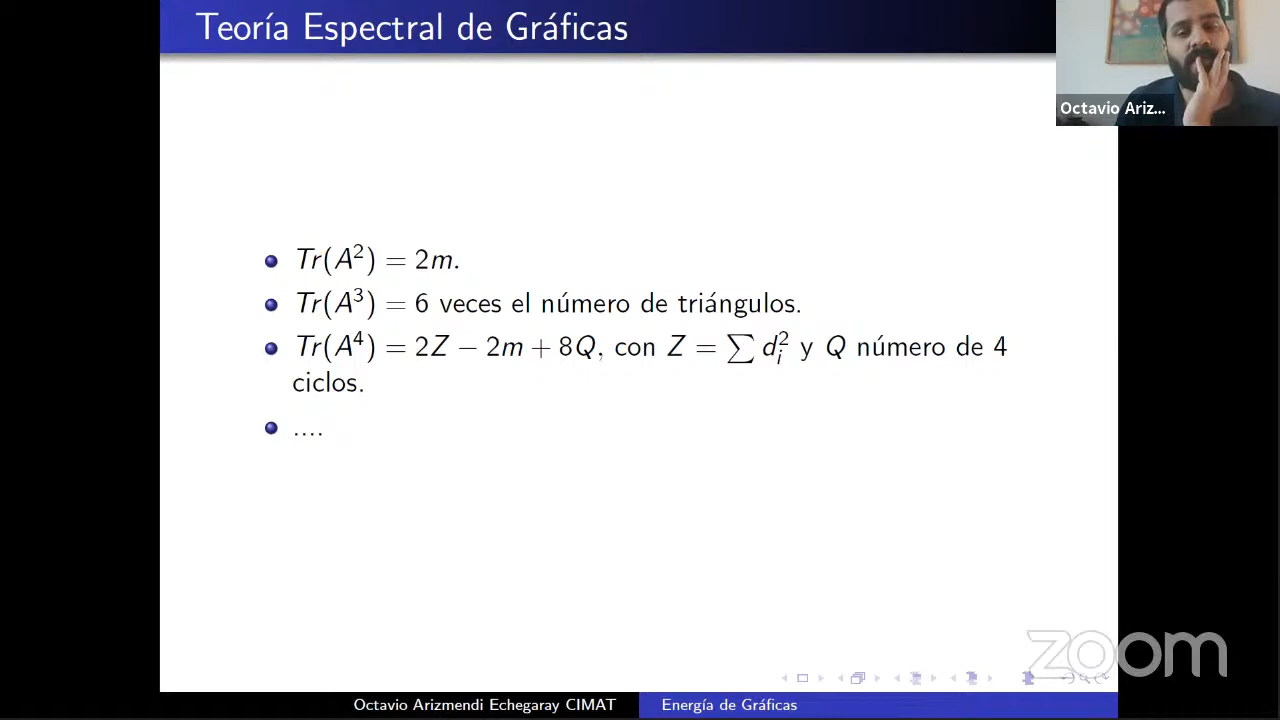 Teoría Espectral de Gráficas
Octavio Ariz...
Tr(A²) = 2m.
Tr(A³) = 6 veces el número de triángulos.
Tr(A⁴) = 2Z − 2m + 8Q, con Z = ∑ dᵢ² y Q número de 4
ciclos.
....
zoom
Octavio Arizmendi Echegaray CIMAT
Energía de Gráficas